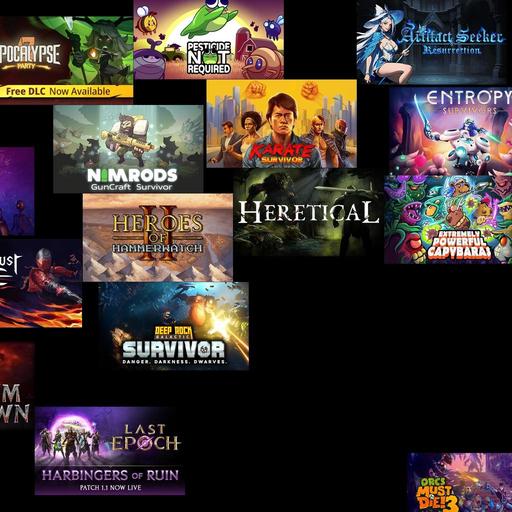 POCALYPSE
PARTY
Free DLC Now Available
PESTICIDE
NOT
REQUIRED
Artifact Seeker
Resurrection
ENTROPY
SURVIVORS
KARATE
SURVIVOR
NIMRODS
GunCraft Survivor
HERETICAL
II
HEROES
OF
HAMMERWATCH
EXTREMELY
POWERFUL
CAPYBARAS
UST
DEEP ROCK
GALACTIC
SURVIVOR
DANGER. DARKNESS. DWARVES.
M
WN
LAST
EPOCH
HARBINGERS OF RUIN
PATCH 1.1 NOW LIVE
ORCS
MUST
DIE! 3